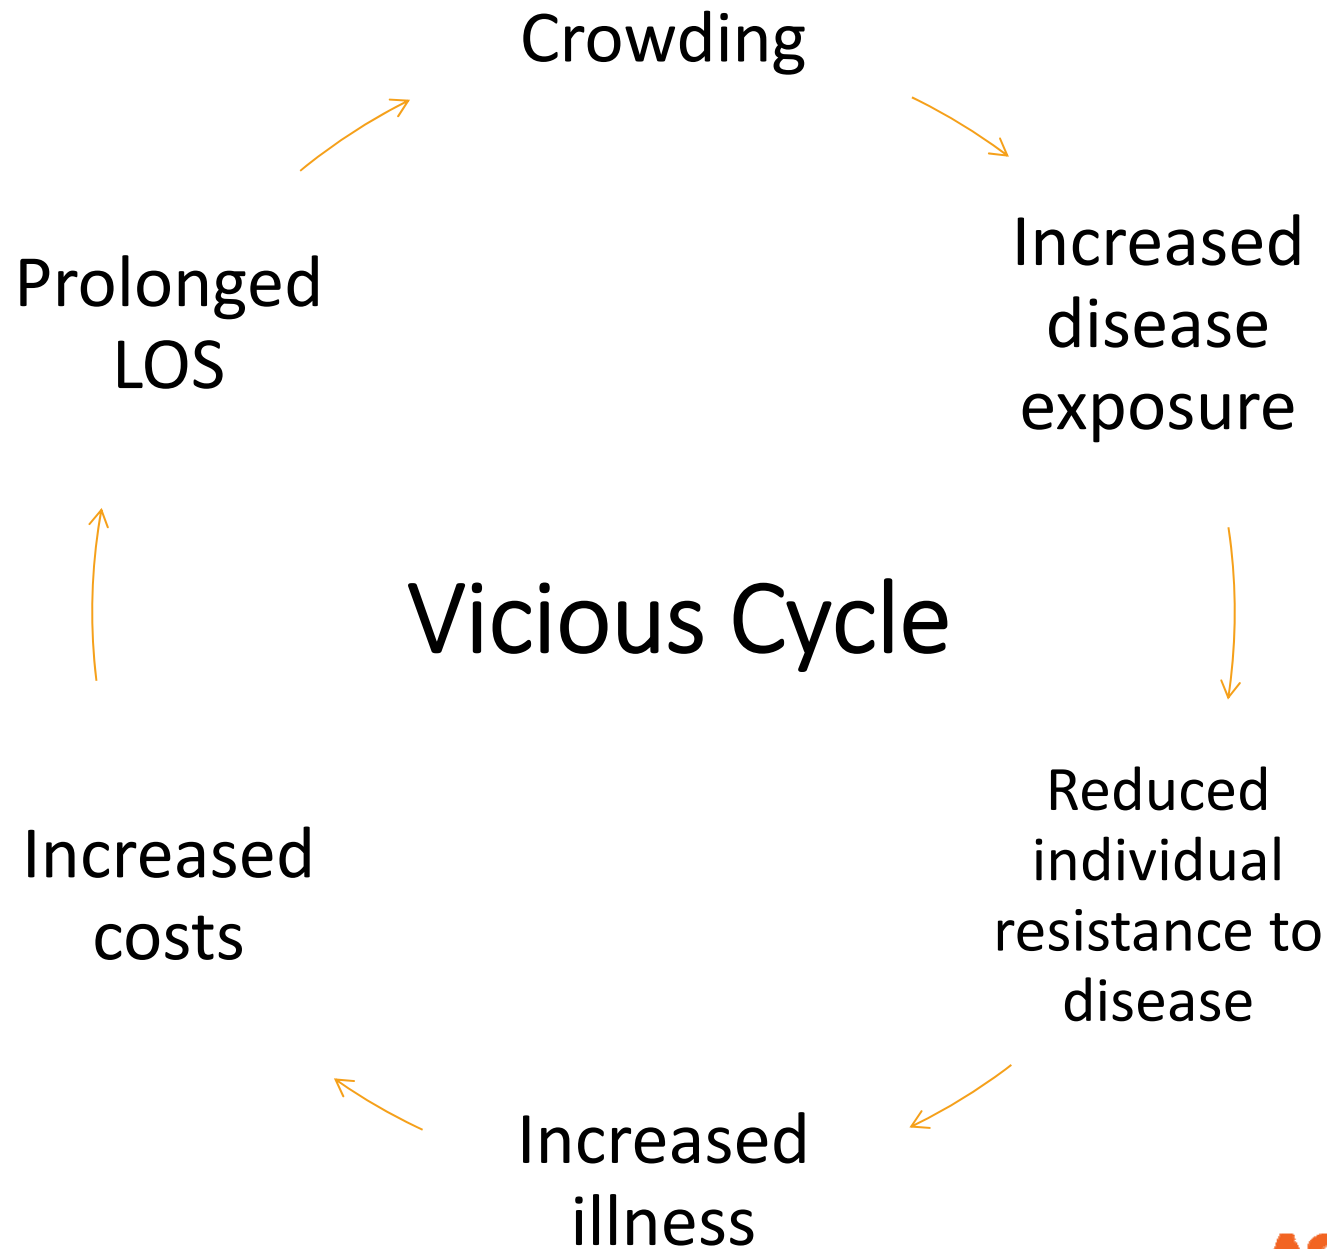 Crowding
Increased
disease
exposure
Reduced
individual
resistance to
disease
Increased
illness
Increased
costs
Prolonged
LOS
Vicious Cycle